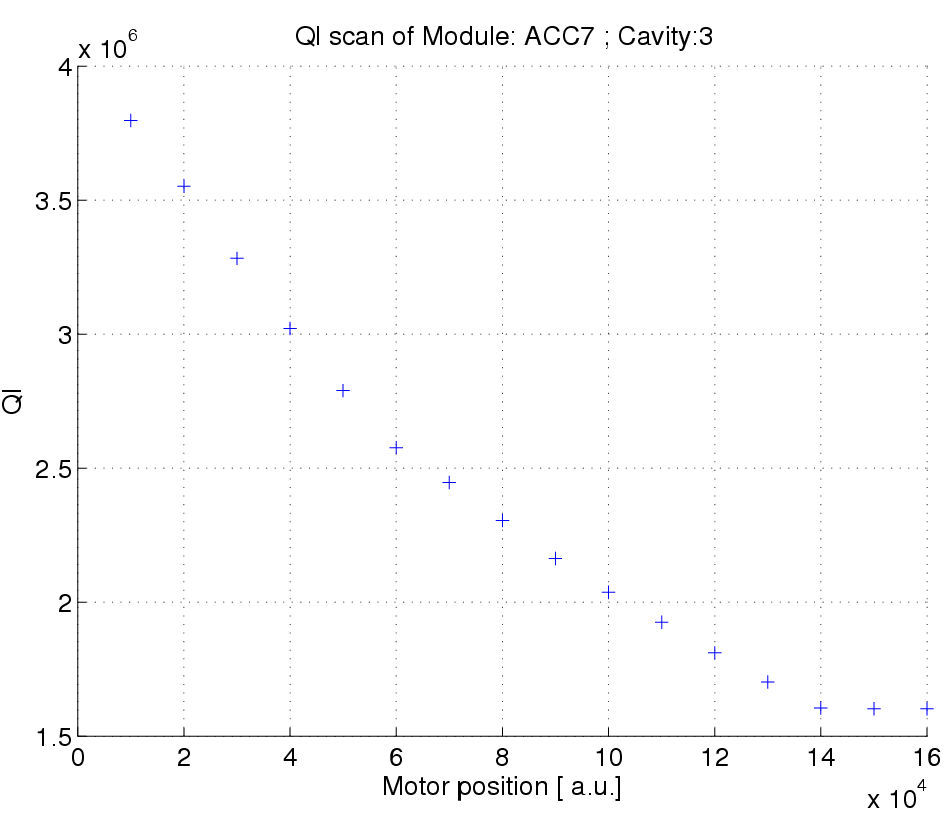 Ql scan of Module: ACC7 ; Cavity:3
x 10^6
4
3.5
3
2.5
2
1.5
Ql
0 2 4 6 8 10 12 14 16
Motor position [ a.u.]
x 10^4